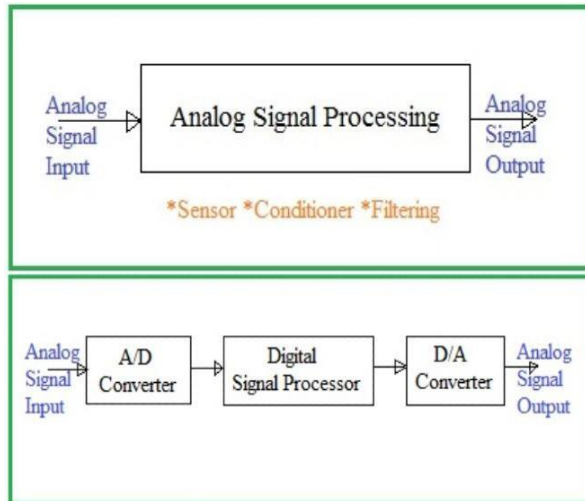 Analog
Signal
Input
Analog Signal Processing
Analog
Signal
Output
*Sensor *Conditioner *Filtering
Analog
Signal
Input
A/D
Converter
Digital
Signal Processor
D/A
Converter
Analog
Signal
Output